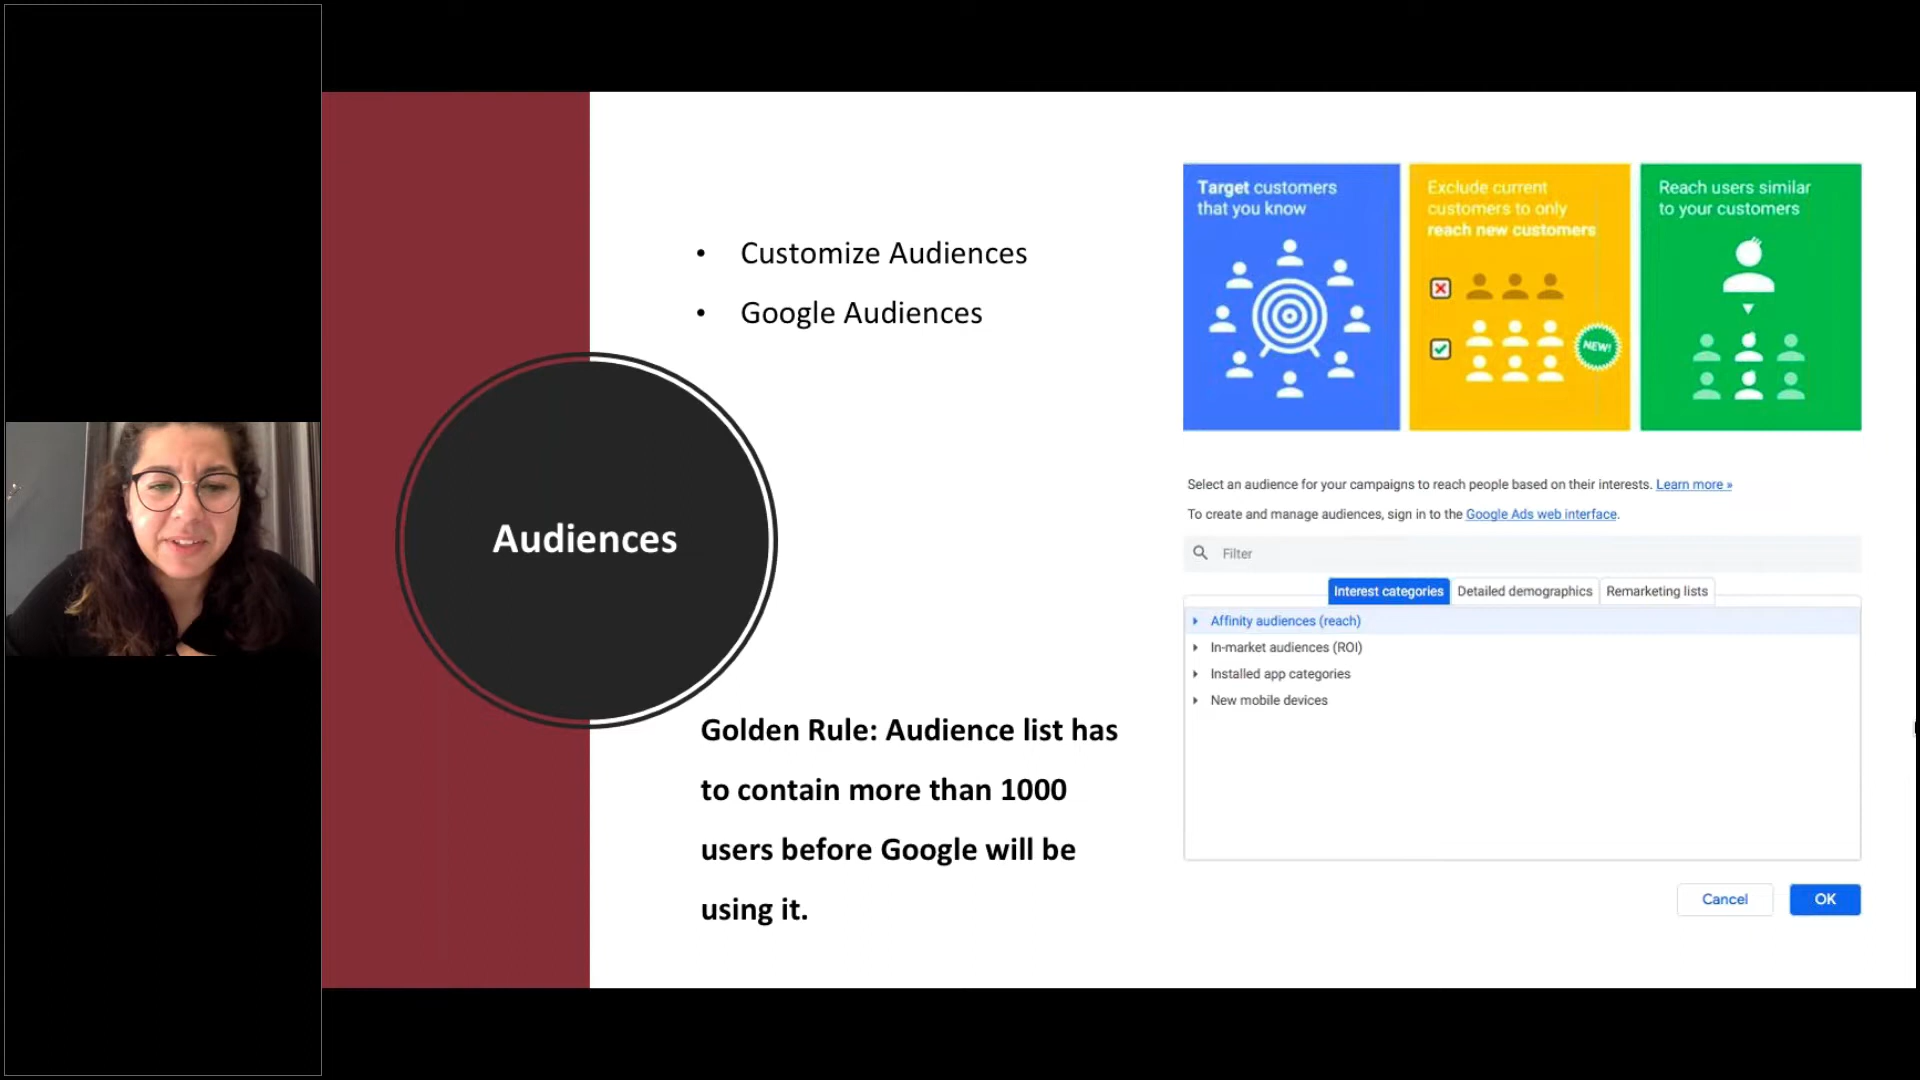 Audiences
• Customize Audiences
• Google Audiences
Golden Rule: Audience list has
to contain more than 1000
users before Google will be
using it.
Target customers
that you know
Exclude current
customers to only
reach new customers
NEW!
Reach users similar
to your customers
Select an audience for your campaigns to reach people based on their interests. Learn more »
To create and manage audiences, sign in to the Google Ads web interface.
Filter
Interest categories Detailed demographics Remarketing lists
Affinity audiences (reach)
In-market audiences (ROI)
Installed app categories
New mobile devices
Cancel OK